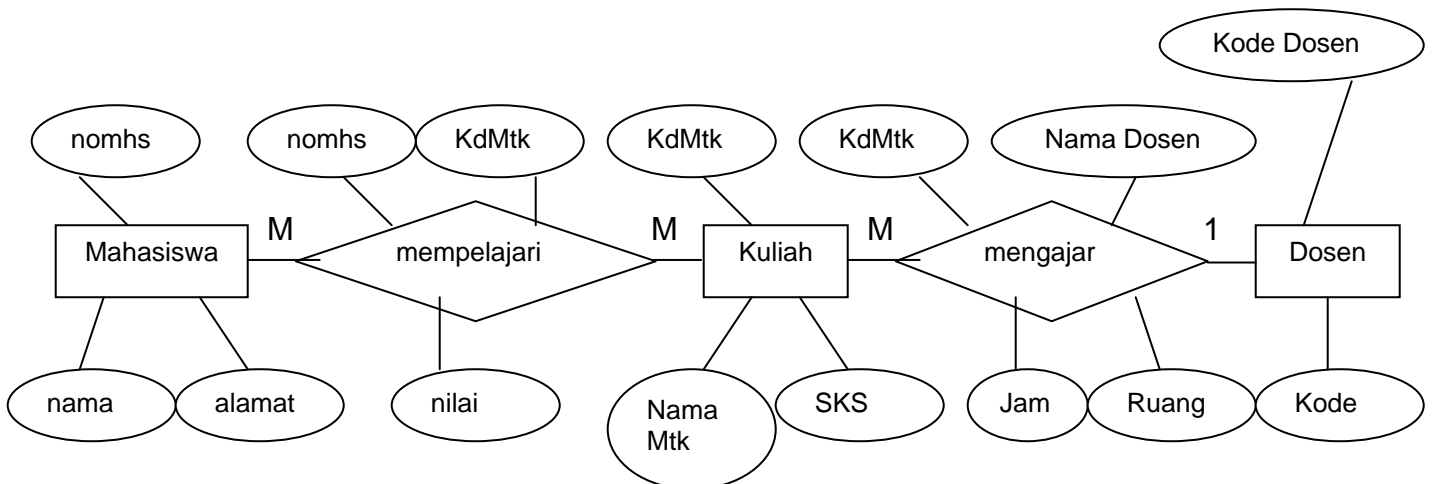 Kode Dosen
nomhs
nomhs
KdMtk
KdMtk
KdMtk
Nama Dosen
M
M
M
1
Mahasiswa
mempelajari
Kuliah
mengajar
Dosen
nama
alamat
nilai
Nama
Mtk
SKS
Jam
Ruang
Kode